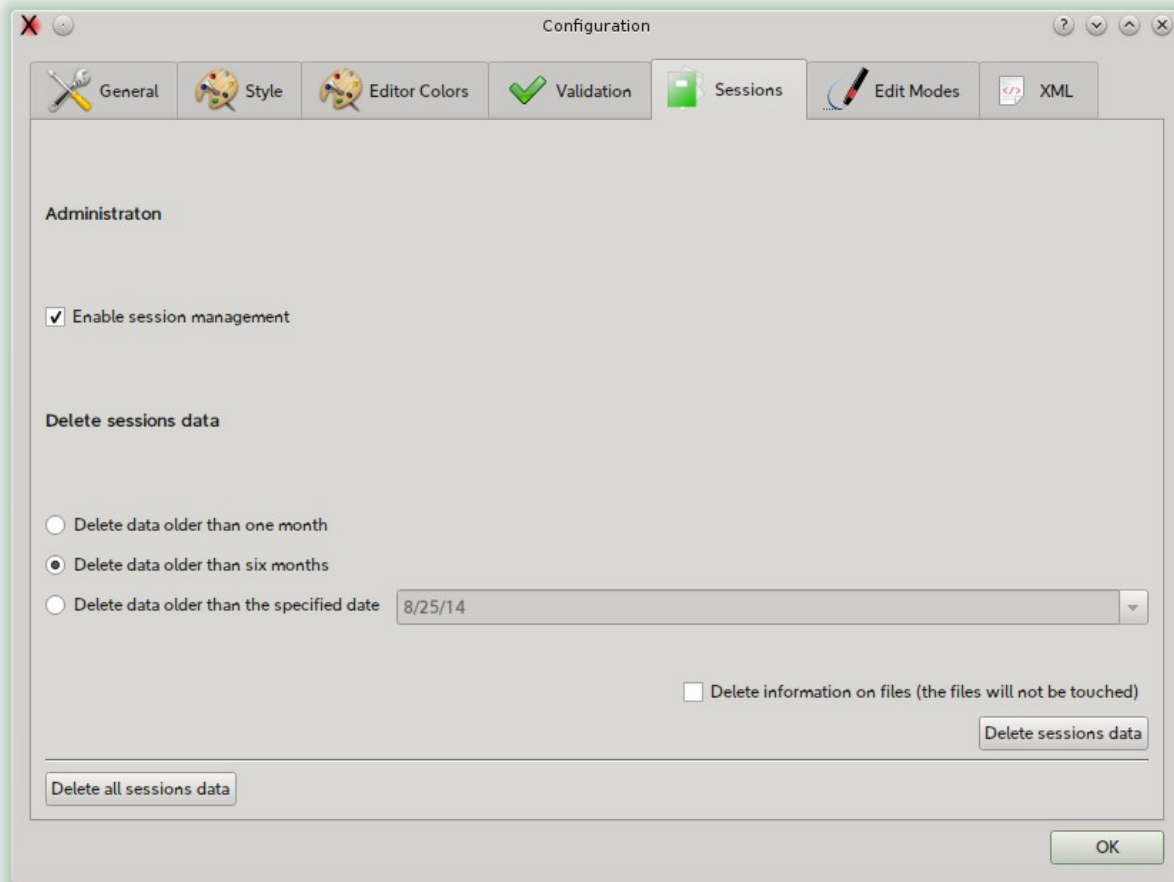 Configuration
General Style Editor Colors Validation Sessions Edit Modes XML
Administraton
Enable session management
Delete sessions data
Delete data older than one month
Delete data older than six months
Delete data older than the specified date 8/25/14
Delete information on files (the files will not be touched)
Delete sessions data
Delete all sessions data
OK